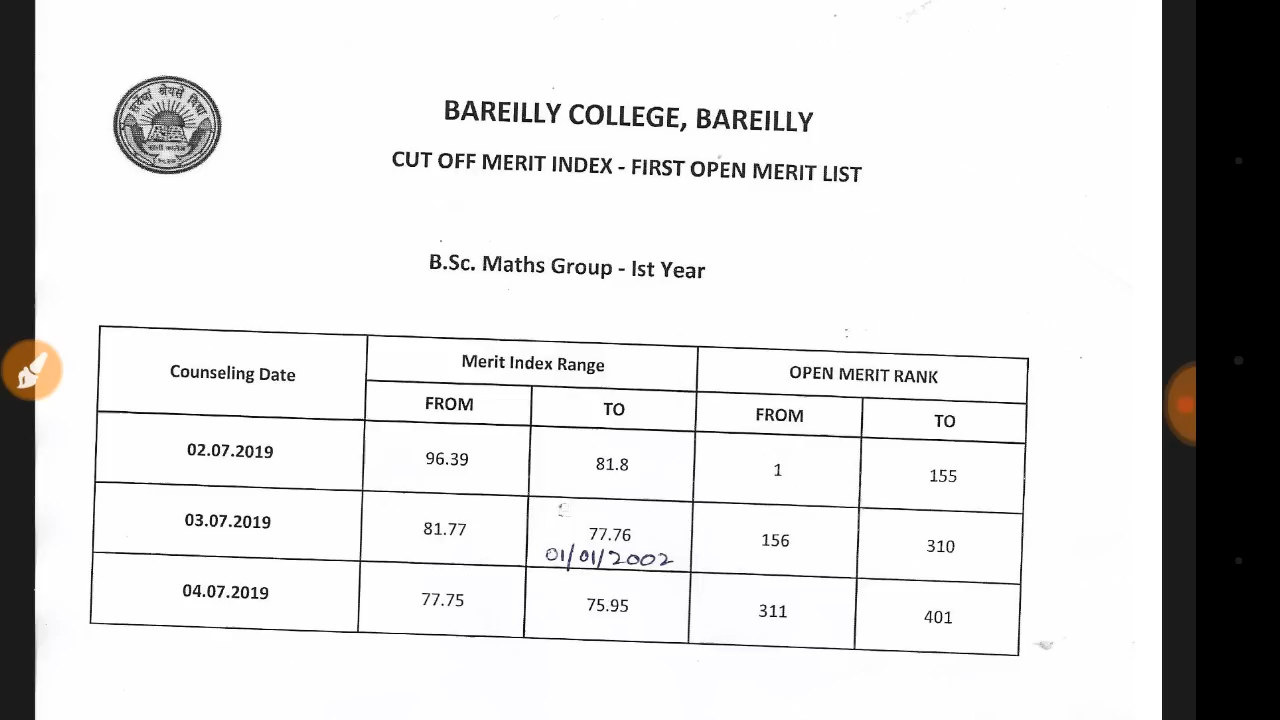 सर्वेषां श्रेयसे विद्या
BAREILLY COLLEGE, BAREILLY
CUT OFF MERIT INDEX - FIRST OPEN MERIT LIST
B.Sc. Maths Group - Ist Year
Counseling Date Merit Index Range OPEN MERIT RANK
FROM TO FROM TO
02.07.2019 96.39 81.8 1 155
03.07.2019 81.77 77.76 156 310
01/01/2002
04.07.2019 77.75 75.95 311 401